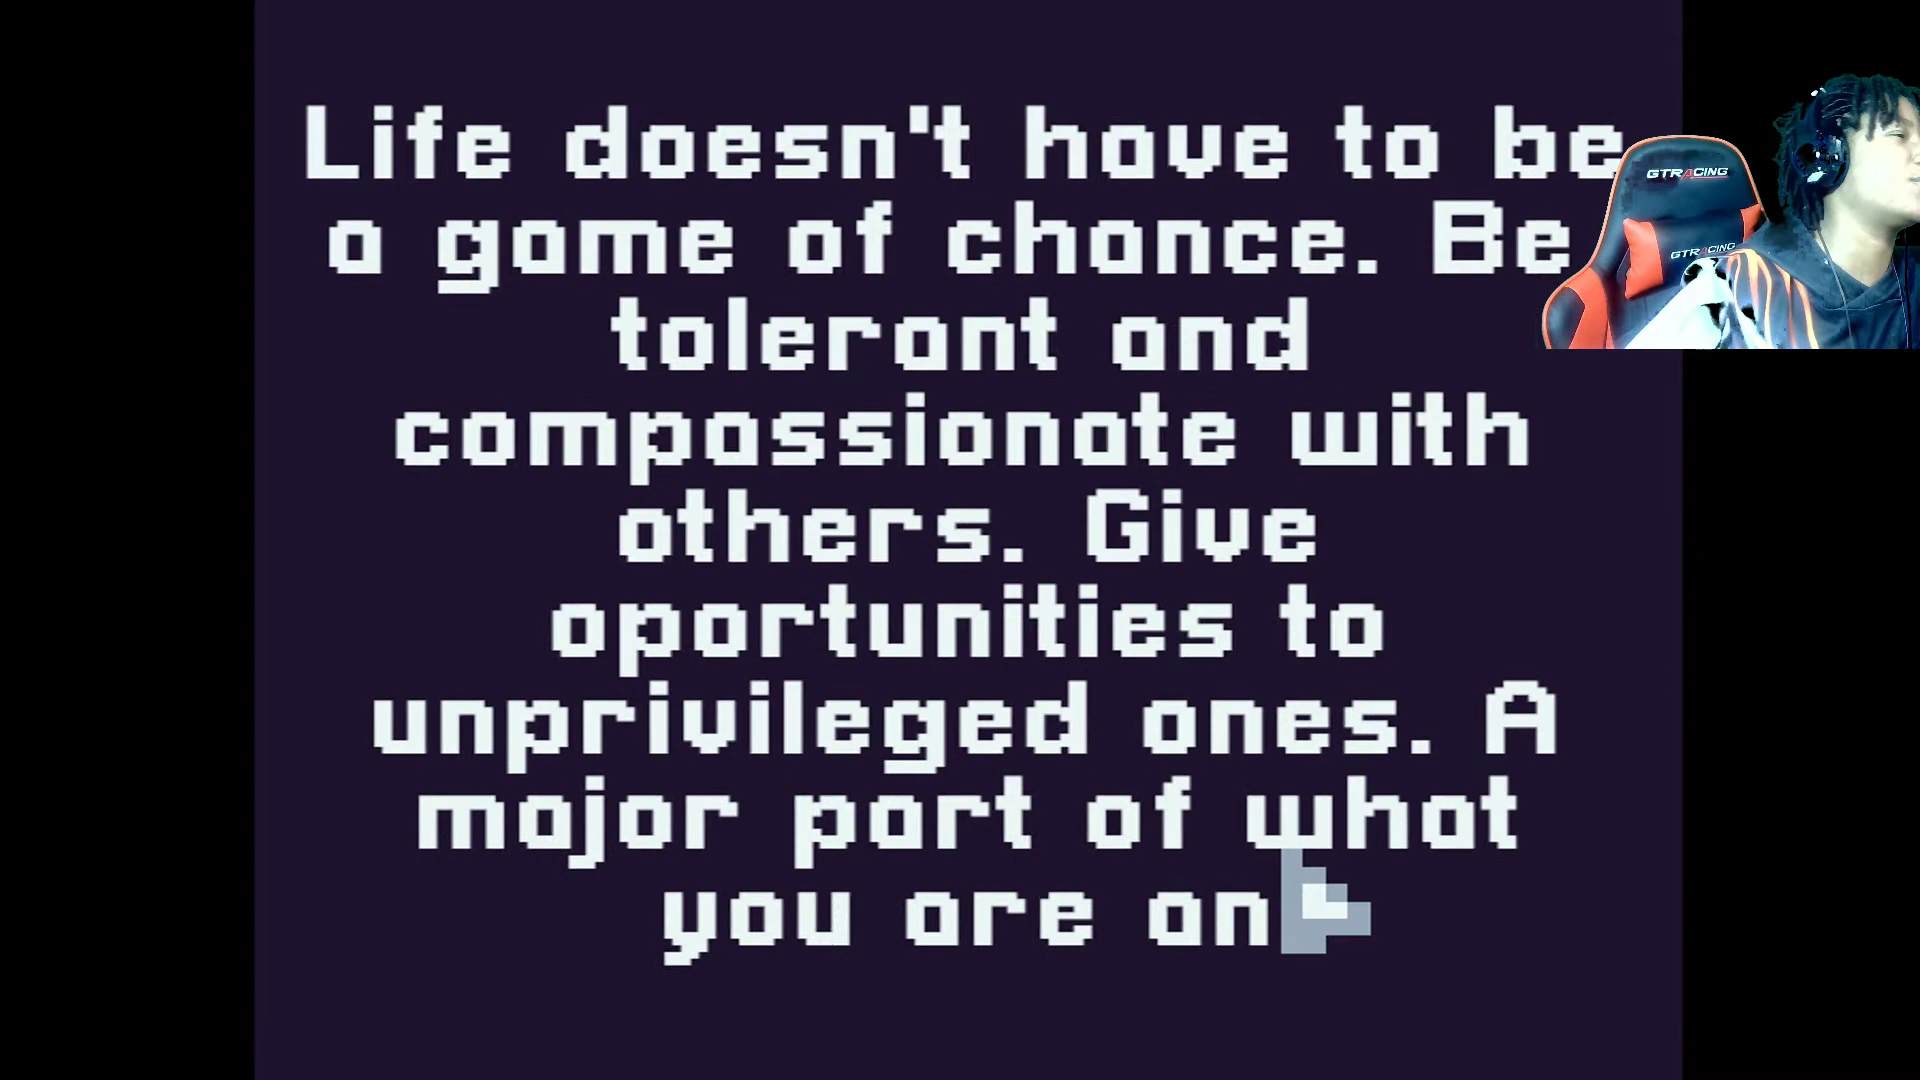 Life doesn't have to be
a game of chance. Be
tolerant and
compassionate with
others. Give
oportunities to
unprivileged ones. A
major part of what
you are an
GTRACING
GTRACING